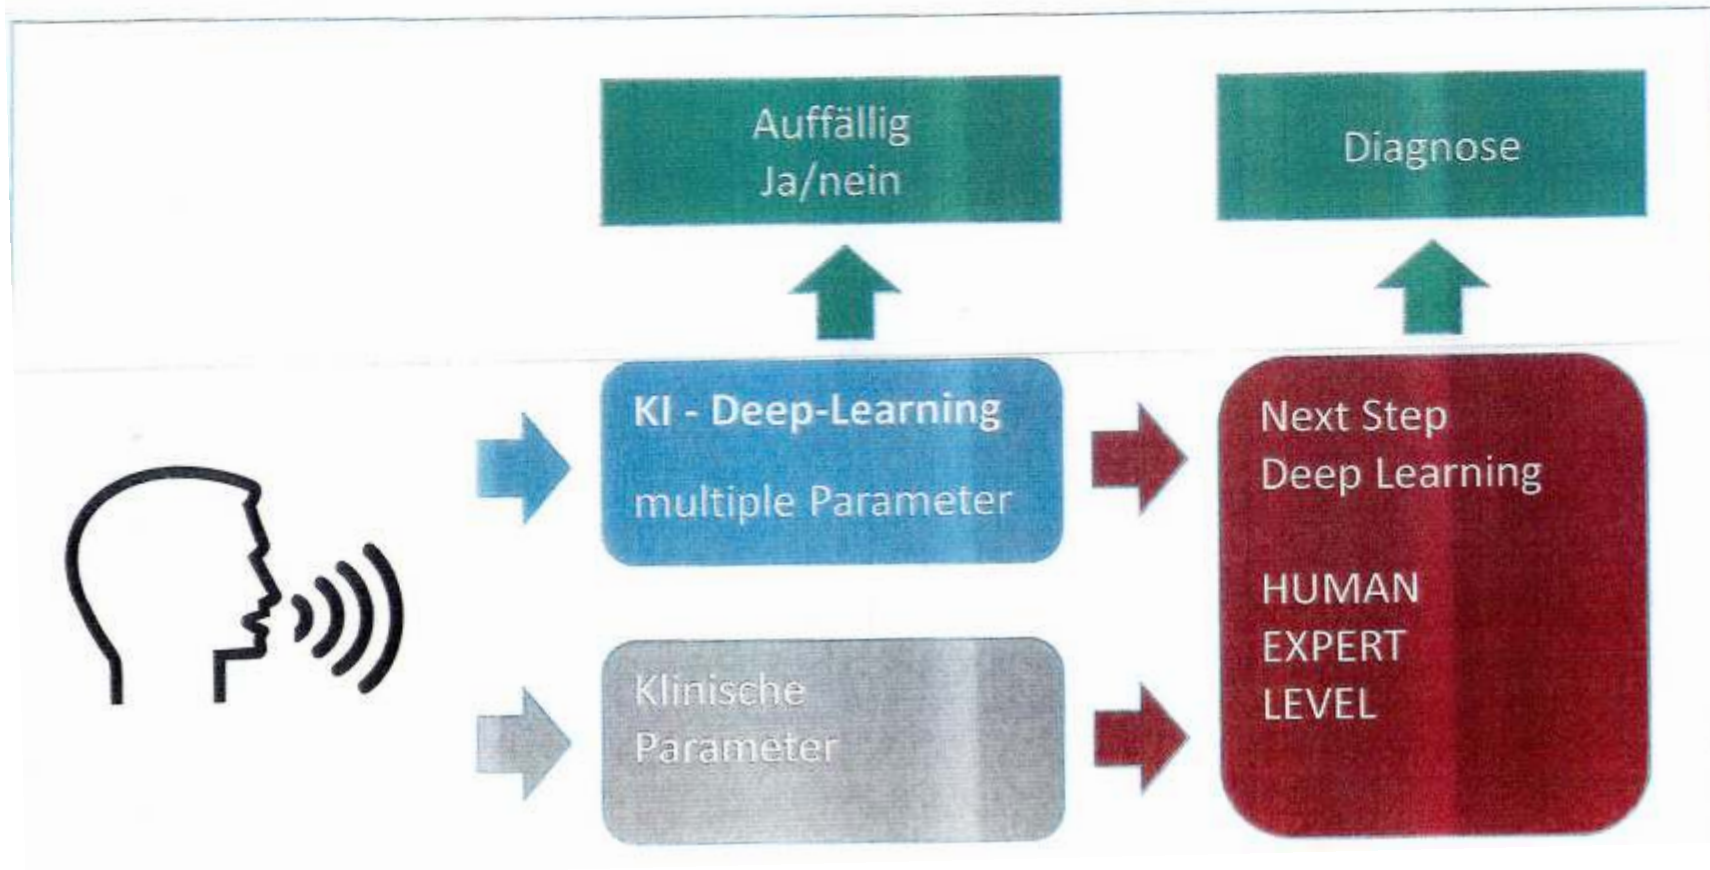 Auffällig
Ja/nein
Diagnose
KI - Deep-Learning
multiple Parameter
Klinische
Parameter
Next Step
Deep Learning
HUMAN
EXPERT
LEVEL